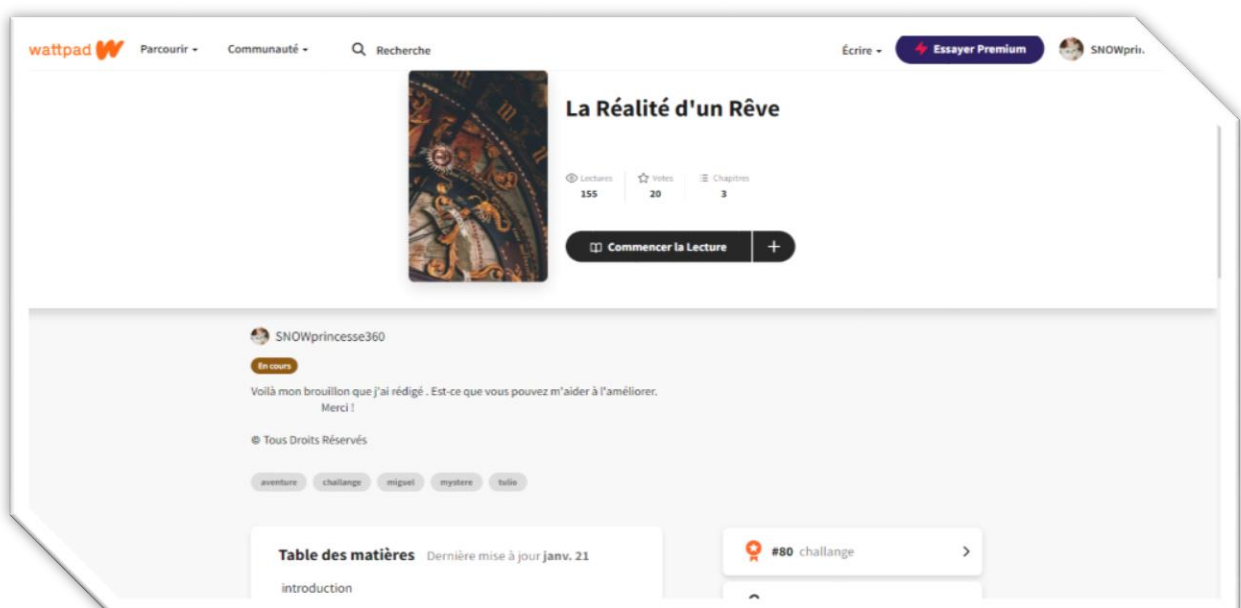 wattpad Parcourir Communauté Recherche Écrire Essayer Premium SNOWprin.
La Réalité d'un Rêve
Lectures Votes Chapitres
155 20 3
Commencer la Lecture +
SNOWprincesse360
En cours
Voilà mon brouillon que j'ai rédigé . Est-ce que vous pouvez m'aider à l'améliorer.
Merci !
© Tous Droits Réservés
aventure challange miguel mystere tulio
Table des matières Dernière mise à jour janv. 21
#80 challange
introduction